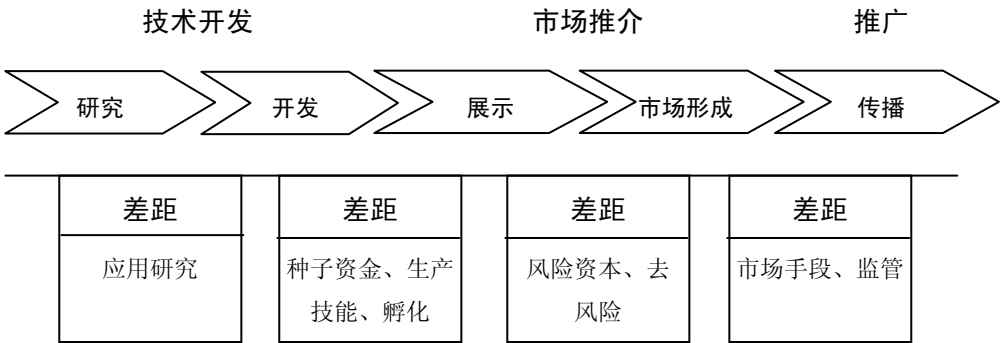 技术开发 市场推介 推广
研究 开发 展示 市场形成 传播
差距 差距 差距 差距
应用研究 种子资金、生产 风险资本、去 市场手段、监管
技能、孵化 风险